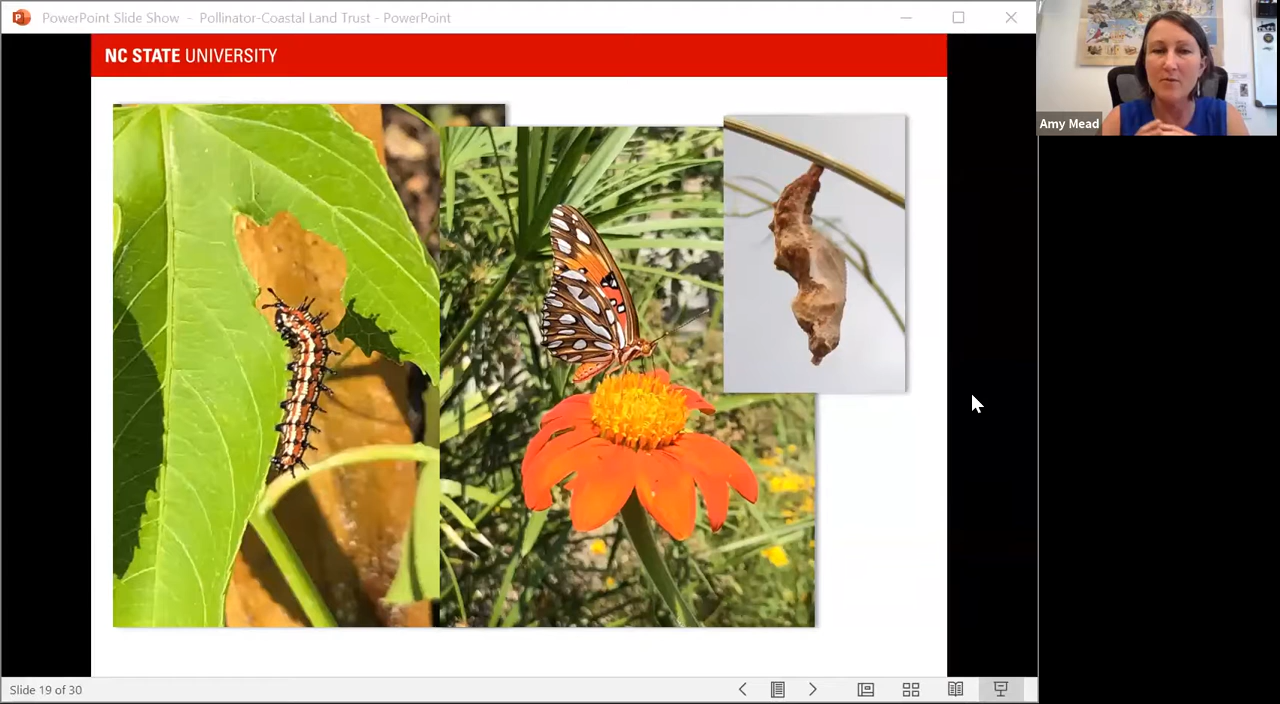 PowerPoint Slide Show - Pollinator-Coastal Land Trust - PowerPoint
NC STATE UNIVERSITY
Amy Mead
Slide 19 of 30